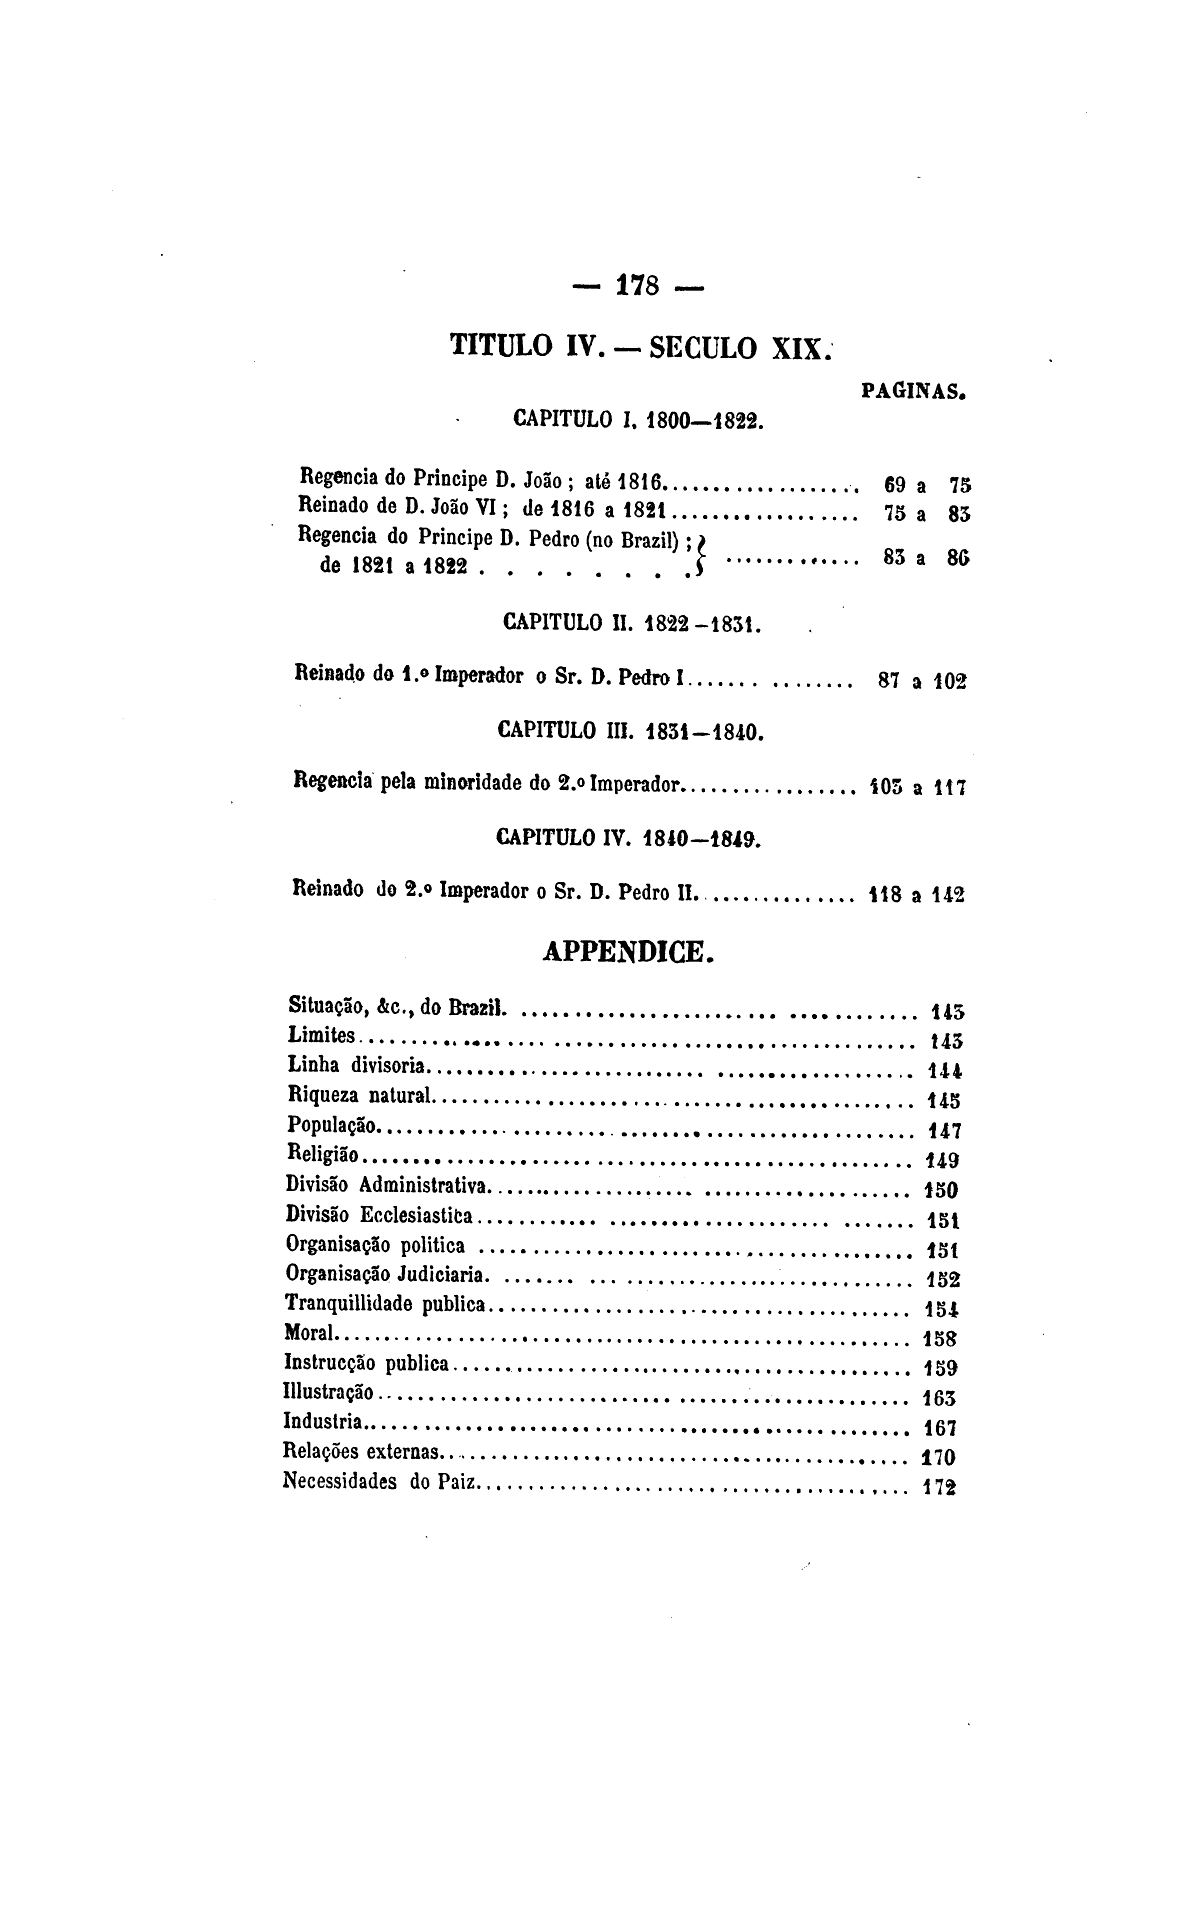 — 178 —
TITULO IV. — SECULO XIX.
PAGINAS.
CAPITULO I. 1800—1822.
Regencia do Principe D. João ; até 1816................... 69 a 75
Reinado de D. João VI ; de 1816 a 1821.................. 75 a 83
Regencia do Principe D. Pedro (no Brazil) ; } ............. 83 a 86
de 1821 a 1822 . . . . . . . .
CAPITULO II. 1822–1831.
Reinado do 1.º Imperador o Sr. D. Pedro I....... ........ 87 a 102
CAPITULO III. 1831—1840.
Regencia pela minoridade do 2.º Imperador................. 103 a 117
CAPITULO IV. 1840—1849.
Reinado do 2.º Imperador o Sr. D. Pedro II. .............. 118 a 142
APPENDICE.
Situação, &c., do Brazil. .................................. 143
Limites.................................................. 143
Linha divisoria........................................... 144
Riqueza natural.......................................... 145
População............................................... 147
Religião................................................. 149
Divisão Administrativa.................................... 150
Divisão Ecclesiastica...................................... 151
Organisação politica ...................................... 151
Organisação Judiciaria. ................................... 152
Tranquillidade publica..................................... 154
Moral................................................... 158
Instrucção publica........................................ 159
Illustração............................................... 163
Industria................................................ 167
Relações externas........................................ 170
Necessidades do Paiz..................................... 172